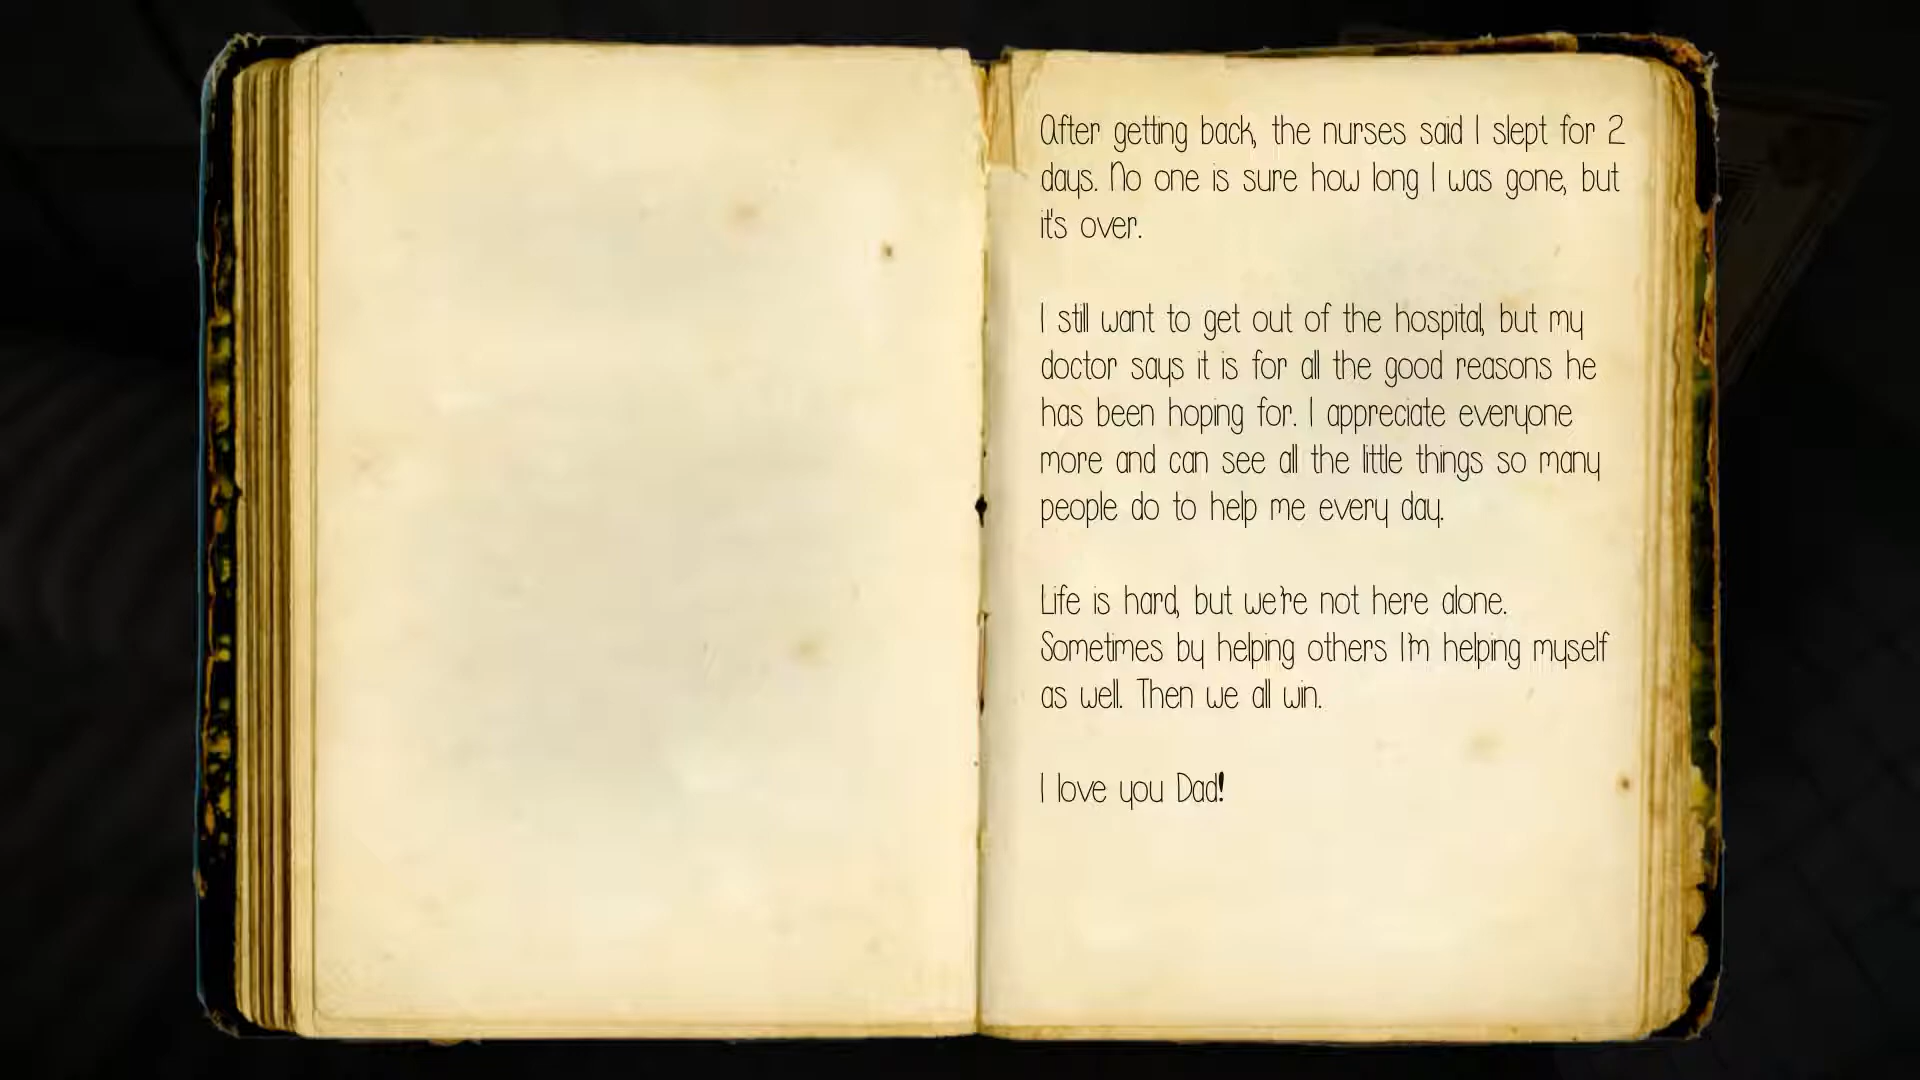 After getting back, the nurses said I slept for 2
days. No one is sure how long I was gone, but
it's over.
I still want to get out of the hospital, but my
doctor says it is for all the good reasons he
has been hoping for. I appreciate everyone
more and can see all the little things so many
people do to help me every day.
Life is hard, but we're not here alone.
Sometimes by helping others I'm helping myself
as well. Then we all win.
I love you Dad!